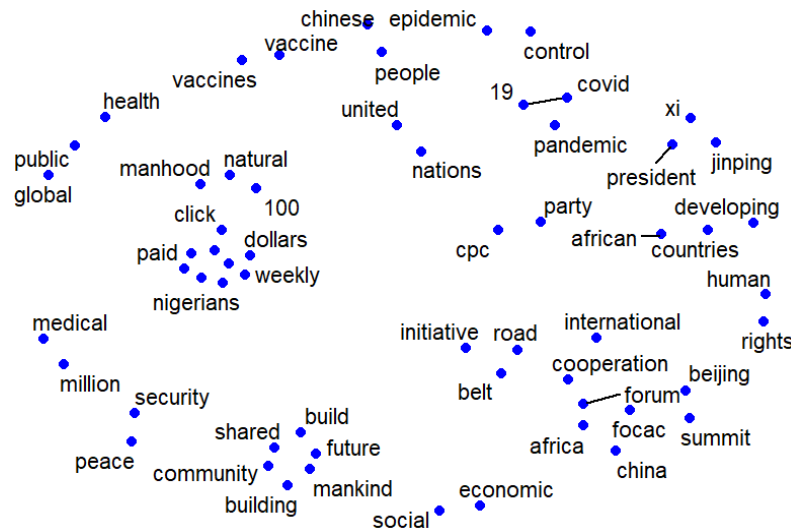 chinese epidemic
vaccine
control
vaccines
people
health
19
covid
united
xi
public
manhood
natural
nations
pandemic
jinping
global
president
click
100
party
developing
paid
dollars
cpc
african
countries
weekly
human
nigerians
medical
initiative
road
international
rights
million
belt
cooperation
beijing
security
forum
shared
build
africa
focac
summit
peace
community
future
china
building
mankind
economic
social